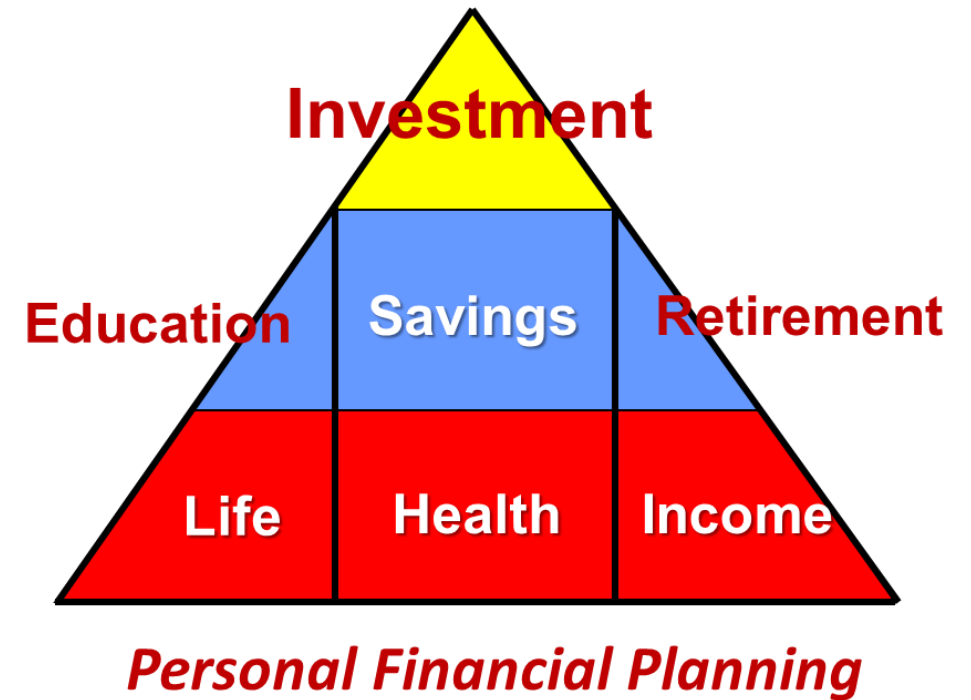 Investment
Education Savings Retirement
Life Health Income
Personal Financial Planning